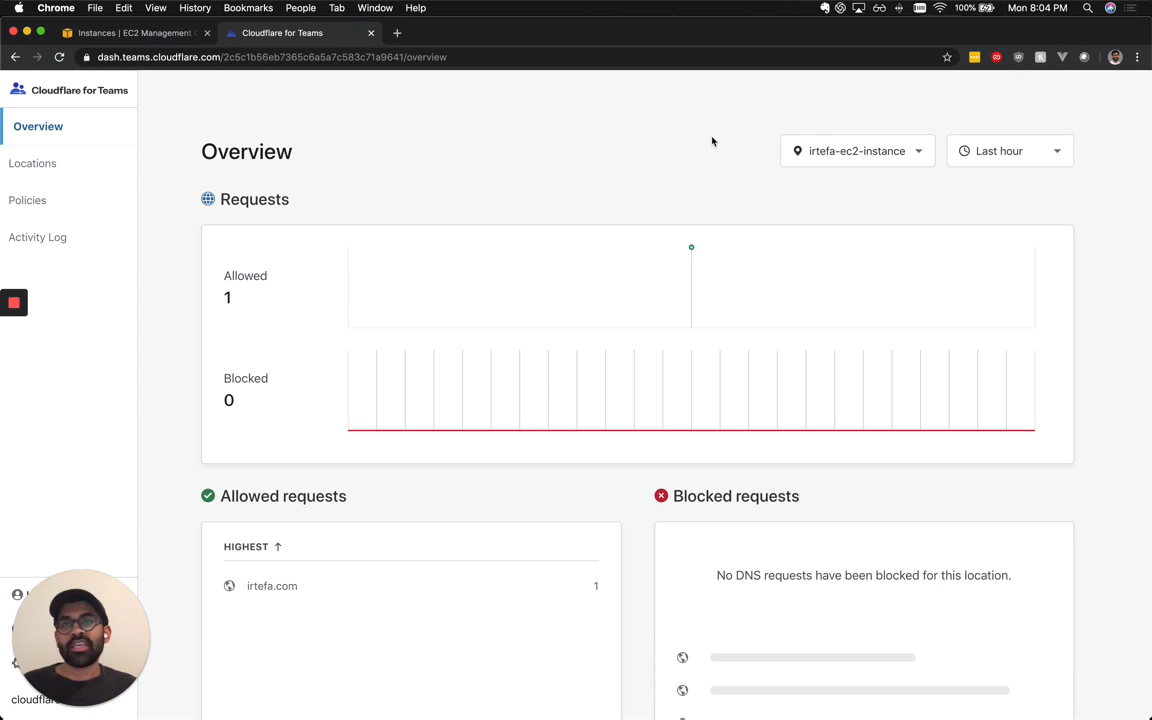 Chrome File Edit View History Bookmarks People Tab Window Help 100% Mon 8:04 PM
Instances | EC2 Management Cloudflare for Teams
dash.teams.cloudflare.com/2c5c1b56eb7365c6a5a7c583c71a9641/overview
Cloudflare for Teams
Overview
Locations
Policies
Activity Log
Overview
irtefa-ec2-instance
Last hour
Requests
Allowed
1
Blocked
0
Allowed requests
HIGHEST ↑
irtefa.com 1
Blocked requests
No DNS requests have been blocked for this location.